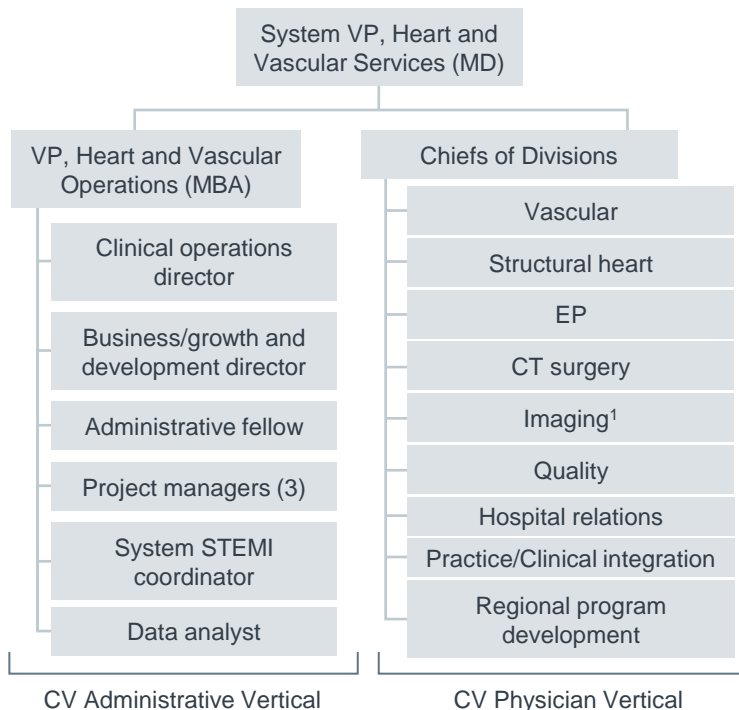 System VP, Heart and
Vascular Services (MD)
VP, Heart and Vascular
Operations (MBA)
Clinical operations
director
Business/growth and
development director
Administrative fellow
Project managers (3)
System STEMI
coordinator
Data analyst
CV Administrative Vertical
Chiefs of Divisions
Vascular
Structural heart
EP
CT surgery
Imaging¹
Quality
Hospital relations
Practice/Clinical integration
Regional program
development
CV Physician Vertical